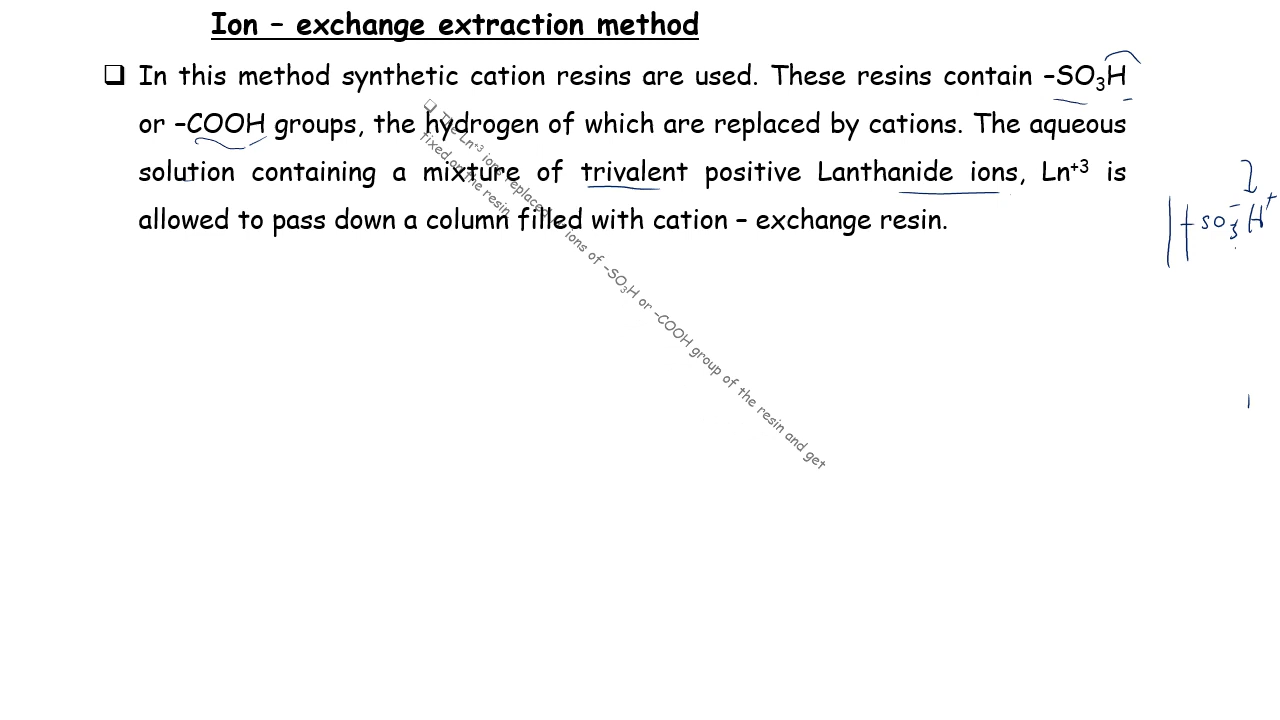 Ion – exchange extraction method
❑ In this method synthetic cation resins are used. These resins contain –SO₃H
or –COOH groups, the hydrogen of which are replaced by cations. The aqueous
solution containing a mixture of trivalent positive Lanthanide ions, Ln⁺³ is
allowed to pass down a column filled with cation – exchange resin.
❑ The Ln⁺³ ions replace ions of –SO₃H or –COOH group of the resin and get
fixed on the resin
SO₃⁻ H⁺